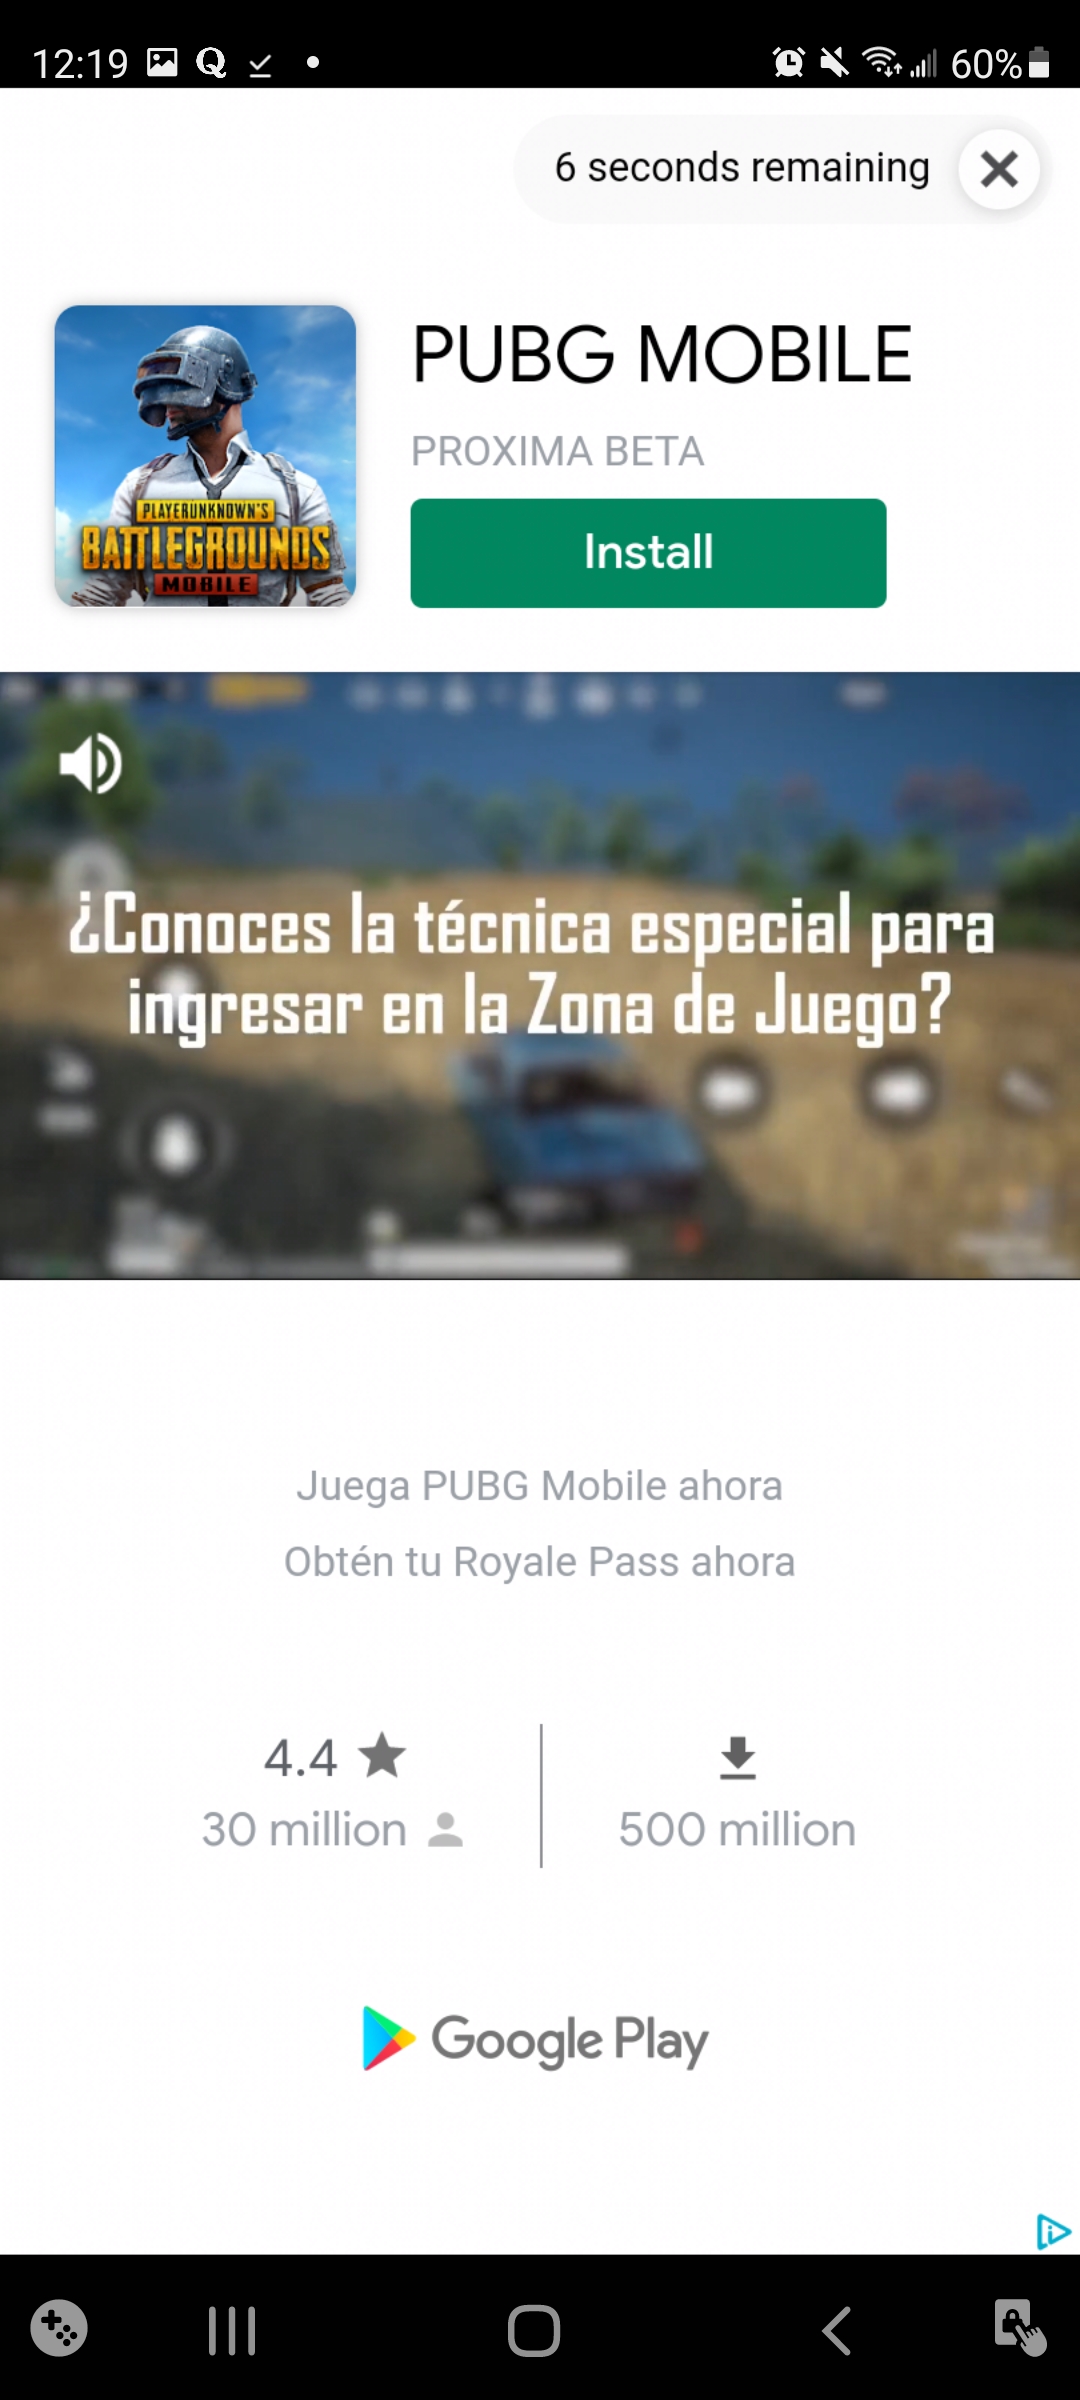 12:19
60%
6 seconds remaining
PUBG MOBILE
PROXIMA BETA
PLAYERUNKNOWN'S
BATTLEGROUNDS
MOBILE
Install
¿Conoces la técnica especial para
ingresar en la Zona de Juego?
Juega PUBG Mobile ahora
Obtén tu Royale Pass ahora
4.4
30 million
500 million
Google Play